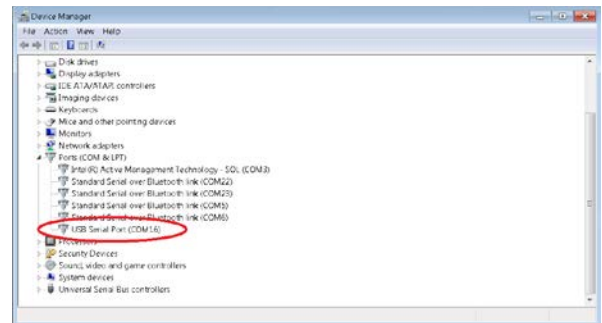 Device Manager
File Action View Help
Disk drives
Display adapters
IDE ATA/ATAPI controllers
Imaging devices
Keyboards
Mice and other pointing devices
Monitors
Network adapters
Ports (COM & LPT)
Intel(R) Active Management Technology - SOL (COM3)
Standard Serial over Bluetooth link (COM22)
Standard Serial over Bluetooth link (COM23)
Standard Serial over Bluetooth link (COM5)
Standard Serial over Bluetooth link (COM6)
USB Serial Port (COM16)
Processors
Security Devices
Sound, video and game controllers
System devices
Universal Serial Bus controllers